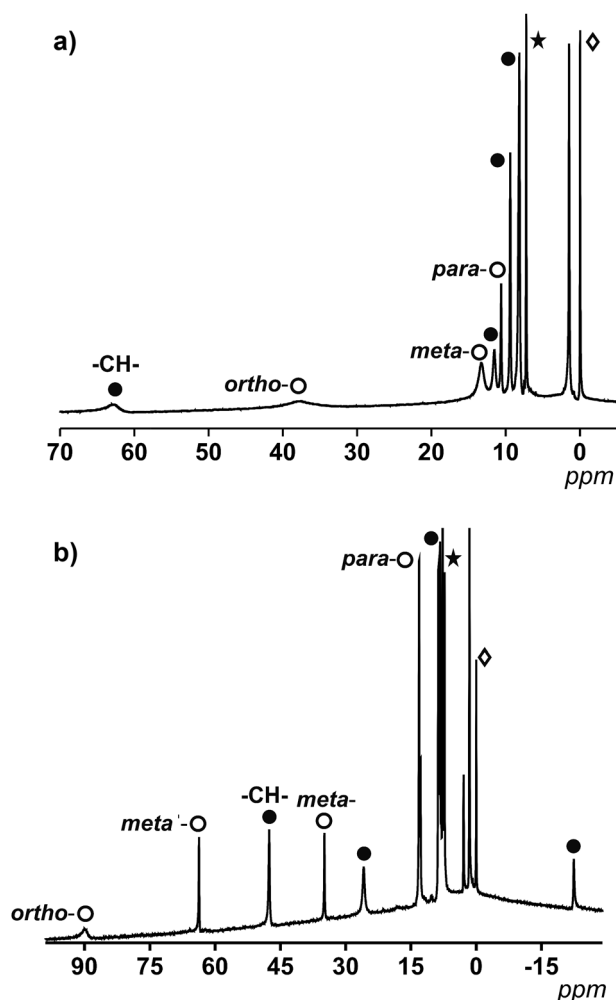 a)
para-
meta-
-CH-
ortho-
70 60 50 40 30 20 10 0
ppm
b)
para-
-CH- meta-
meta'-
ortho-
90 75 60 45 30 15 0 -15
ppm